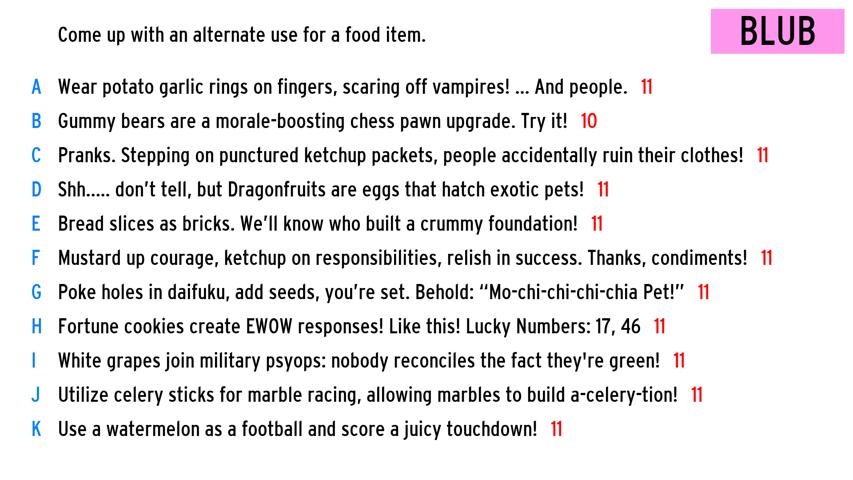 Come up with an alternate use for a food item.
BLUB
A Wear potato garlic rings on fingers, scaring off vampires! ... And people. 11
B Gummy bears are a morale-boosting chess pawn upgrade. Try it! 10
C Pranks. Stepping on punctured ketchup packets, people accidentally ruin their clothes! 11
D Shh..... don't tell, but Dragonfruits are eggs that hatch exotic pets! 11
E Bread slices as bricks. We'll know who built a crummy foundation! 11
F Mustard up courage, ketchup on responsibilities, relish in success. Thanks, condiments! 11
G Poke holes in daifuku, add seeds, you're set. Behold: “Mo-chi-chi-chi-chia Pet!” 11
H Fortune cookies create EWOW responses! Like this! Lucky Numbers: 17, 46 11
I White grapes join military psyops: nobody reconciles the fact they're green! 11
J Utilize celery sticks for marble racing, allowing marbles to build a-celery-tion! 11
K Use a watermelon as a football and score a juicy touchdown! 11